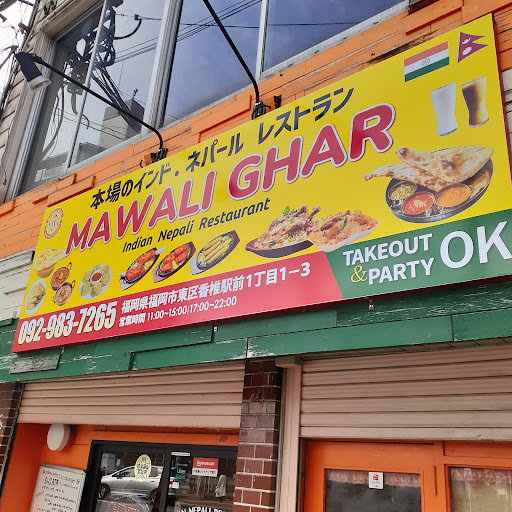 本場のインド・ネパール レストラン
MAWALI GHAR
Indian Nepali Restaurant
TAKEOUT
& PARTY OK
福岡県福岡市東区香椎駅前1丁目1-3
092-983-7265
営業時間 11:00~15:00 17:00~22:00